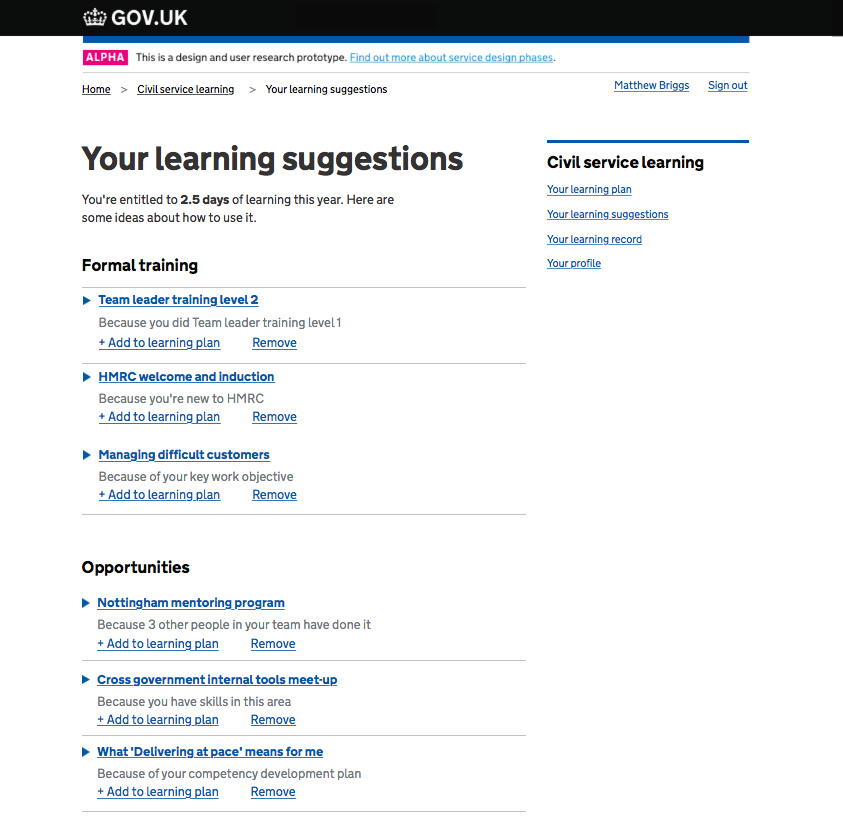 GOV.UK
ALPHA This is a design and user research prototype. Find out more about service design phases.
Home > Civil service learning > Your learning suggestions
Matthew Briggs Sign out
Your learning suggestions
You're entitled to 2.5 days of learning this year. Here are
some ideas about how to use it.
Formal training
Team leader training level 2
Because you did Team leader training level 1
+ Add to learning plan Remove
HMRC welcome and induction
Because you're new to HMRC
+ Add to learning plan Remove
Managing difficult customers
Because of your key work objective
+ Add to learning plan Remove
Opportunities
Nottingham mentoring program
Because 3 other people in your team have done it
+ Add to learning plan Remove
Cross government internal tools meet-up
Because you have skills in this area
+ Add to learning plan Remove
What 'Delivering at pace' means for me
Because of your competency development plan
+ Add to learning plan Remove
Civil service learning
Your learning plan
Your learning suggestions
Your learning record
Your profile